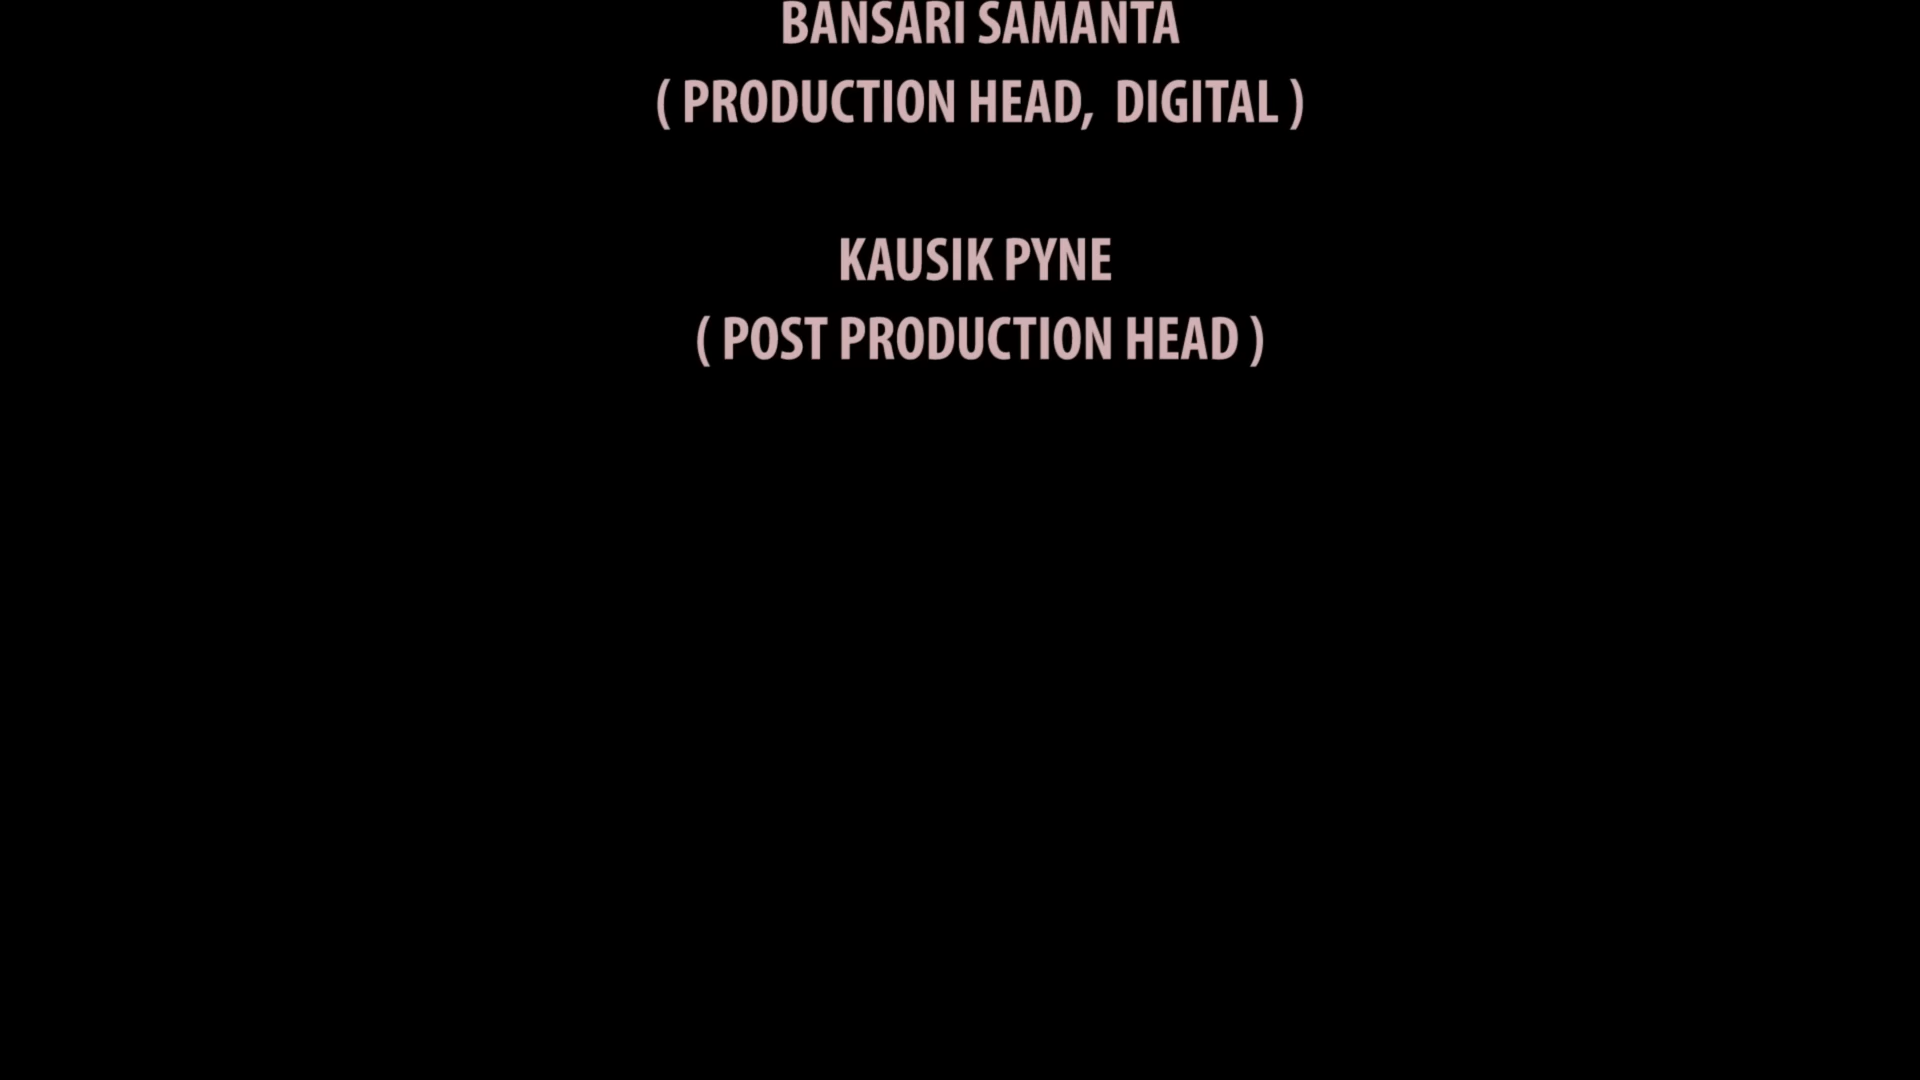 BANSARI SAMANTA
( PRODUCTION HEAD,  DIGITAL )
KAUSIK PYNE
( POST PRODUCTION HEAD )